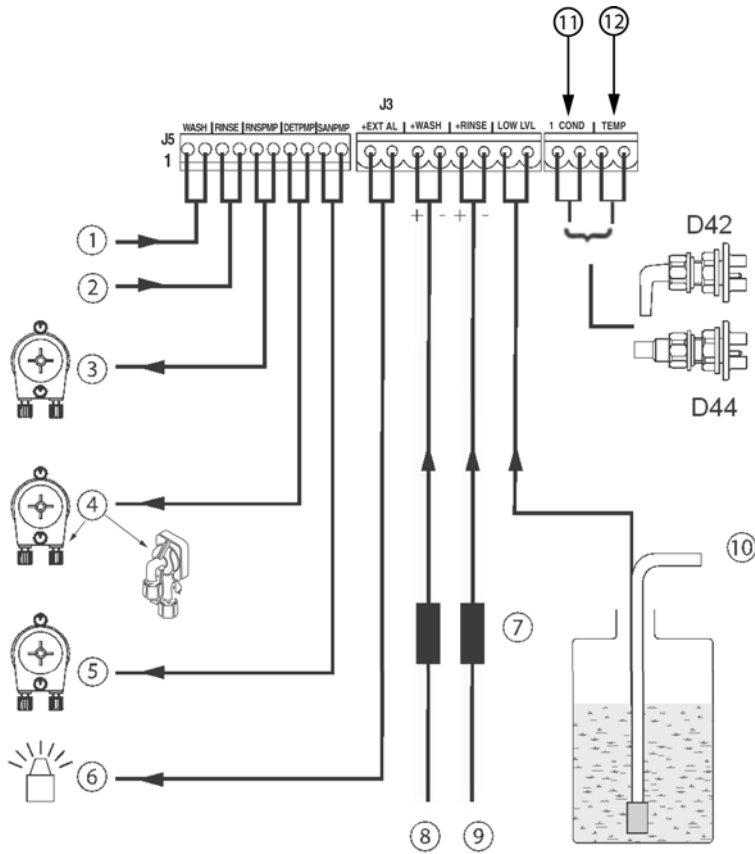 11 12
J3
WASH RINSE RNSPMP DETPMP SANPMP
+EXT AL +WASH +RINSE LOW LVL
1 COND TEMP
J5
1
+ - + -
D42
D44
1
2
3
4
5
6
7
8
9
10